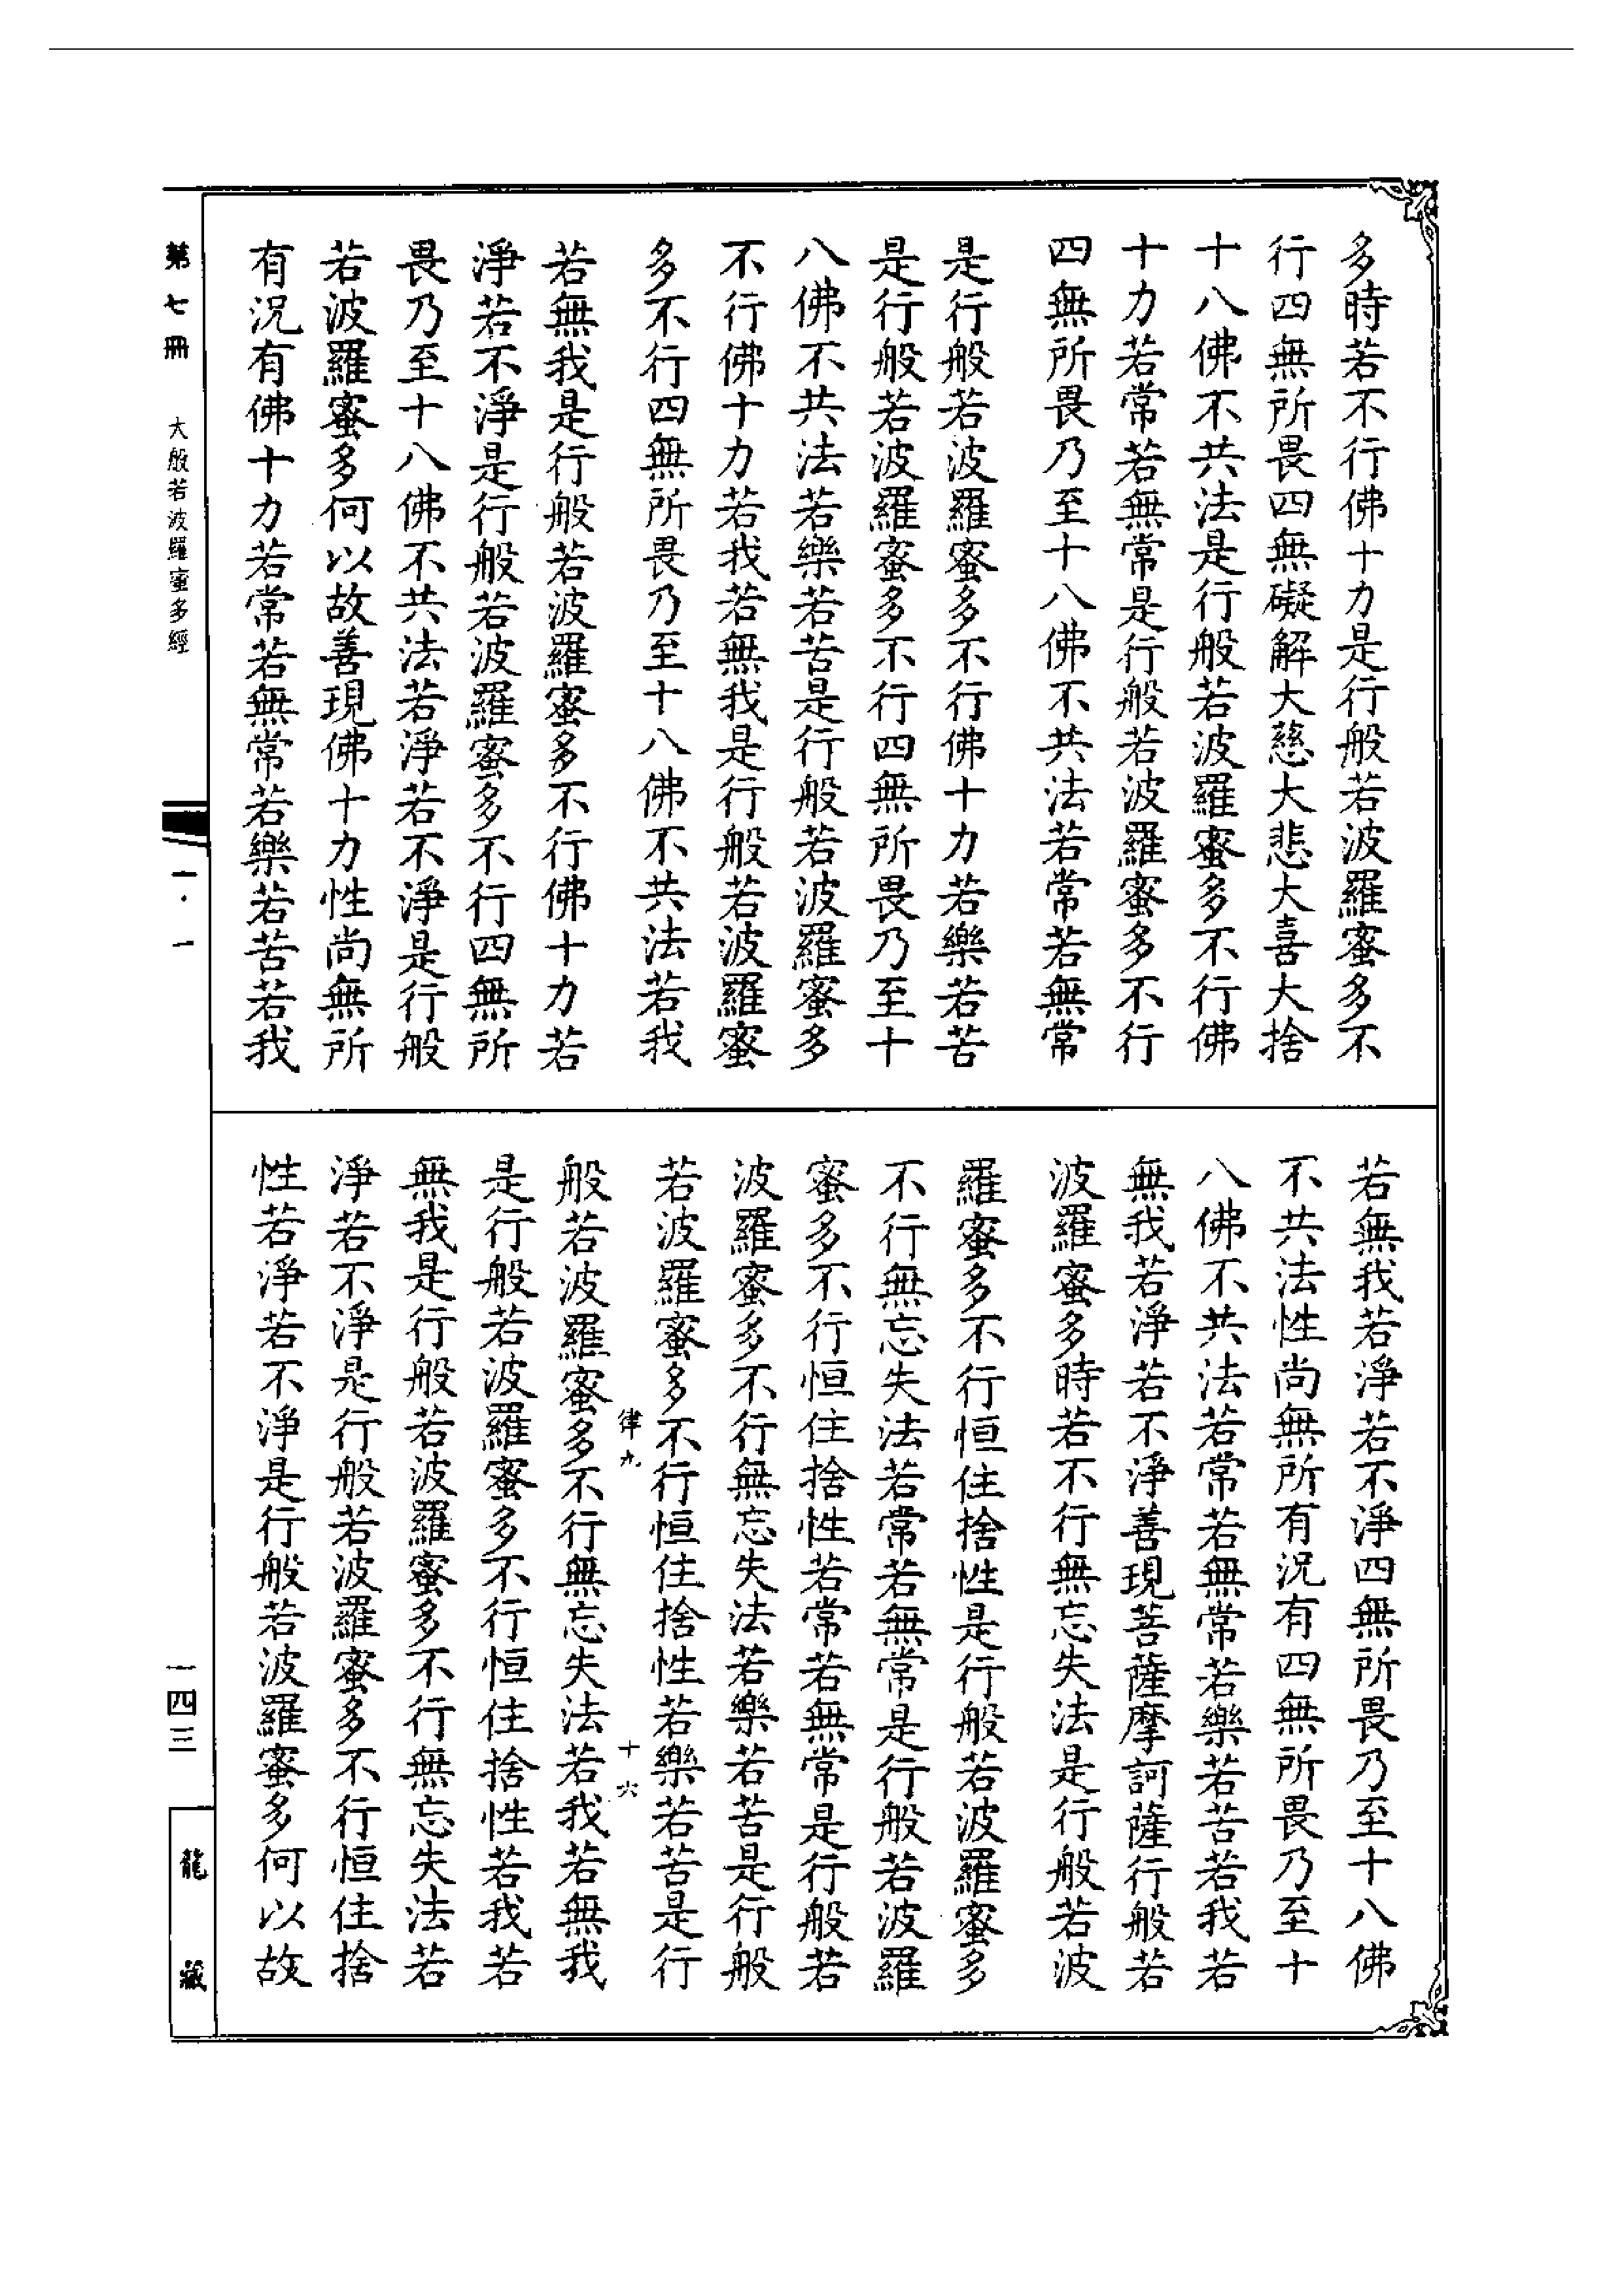 多時若不行佛十力是行般若波羅蜜多不
行四無所畏四無礙解大慈大悲大喜大捨
十八佛不共法是行般若波羅蜜多不行佛
十力若常若無常是行般若波羅蜜多不行
四無所畏乃至十八佛不共法若常若無常
是行般若波羅蜜多不行佛十力若樂若苦
是行般若波羅蜜多不行四無所畏乃至十
八佛不共法若樂若苦是行般若波羅蜜多
不行佛十力若我若無我是行般若波羅蜜
多不行四無所畏乃至十八佛不共法若我
若無我是行般若波羅蜜多不行佛十力若
淨若不淨是行般若波羅蜜多不行四無所
畏乃至十八佛不共法若淨若不淨是行般
若波羅蜜多何以故善現佛十力性尚無所
有況有佛十力若常若無常若樂若苦若我
若無我若淨若不淨四無所畏乃至十八佛
不共法性尚無所有況有四無所畏乃至十
八佛不共法若常若無常若樂若苦若我若
無我若淨若不淨善現菩薩摩訶薩行般若
波羅蜜多時若不行無忘失法是行般若波
羅蜜多不行恒住捨性是行般若波羅蜜多
不行無忘失法若常若無常是行般若波羅
蜜多不行恒住捨性若常若無常是行般若
波羅蜜多不行無忘失法若樂若苦是行般
若波羅蜜多不行恒住捨性若樂若苦是行
律九 十六
般若波羅蜜多不行無忘失法若我若無我
是行般若波羅蜜多不行恒住捨性若我若
無我是行般若波羅蜜多不行無忘失法若
淨若不淨是行般若波羅蜜多不行恒住捨
性若淨若不淨是行般若波羅蜜多何以故
第七冊 大般若波羅蜜多經 一·一 一四三 龍藏